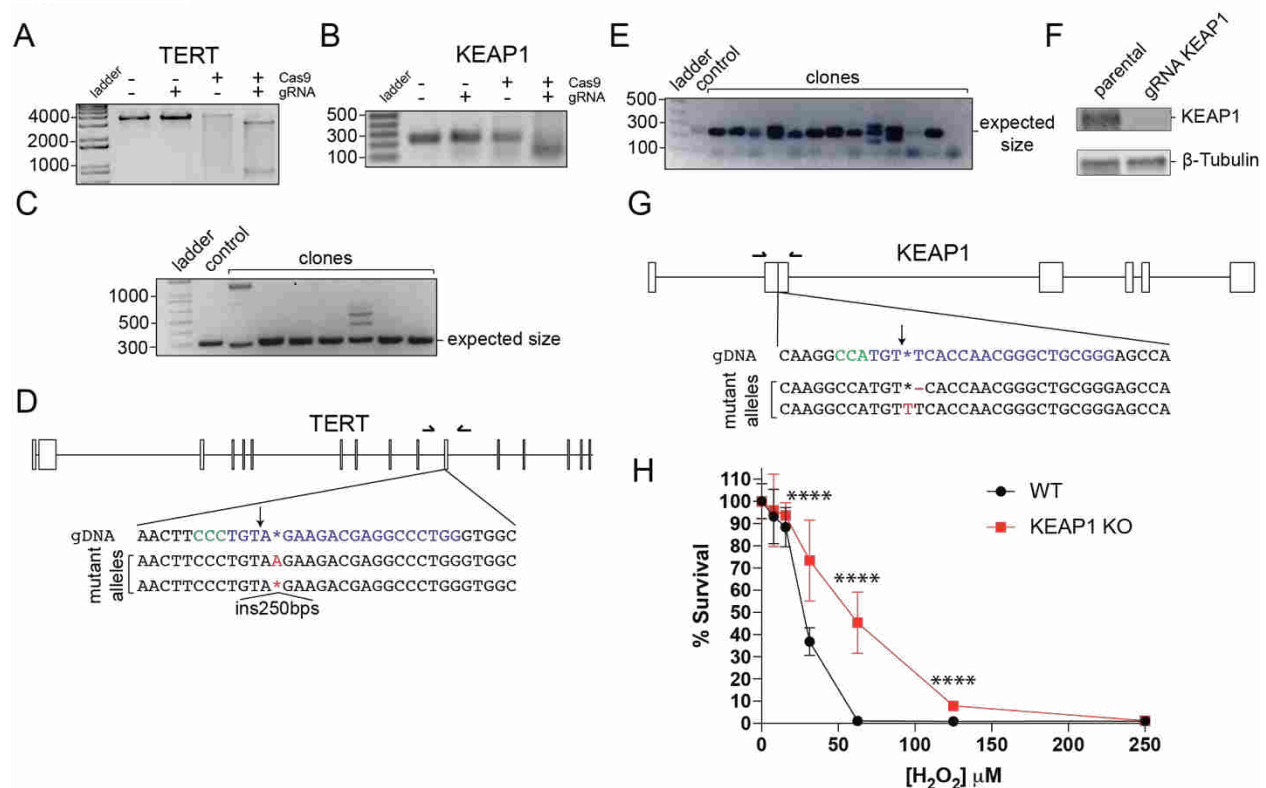 A
TERT
ladder
- - + + Cas9
- + - + gRNA
4000
2000
1000
B
KEAP1
ladder
- - + + Cas9
- + - + gRNA
500
300
100
C
ladder
control
clones
1000
500
300
expected size
D
TERT
gDNA AACTTCCCTGTA*GAAGACGAGGCCCTGGGTGGC
mutant alleles
AACTTCCCTGTAAGAAGACGAGGCCCTGGGTGGC
AACTTCCCTGTA*GAAGACGAGGCCCTGGGTGGC
ins250bps
E
ladder
control
clones
500
300
100
expected
size
F
parental
gRNA KEAP1
KEAP1
β-Tubulin
G
KEAP1
gDNA CAAGGCCATGT*TCACCAACGGGCTGCGGGAGCCA
mutant alleles
CAAGGCCATGT*-CACCAACGGGCTGCGGGAGCCA
CAAGGCCATGTTTCACCAACGGGCTGCGGGAGCCA
H
WT
KEAP1 KO
****
****
****
% Survival
110
100
90
80
70
60
50
40
30
20
10
0
0 50 100 150 200 250
[H₂O₂] μM